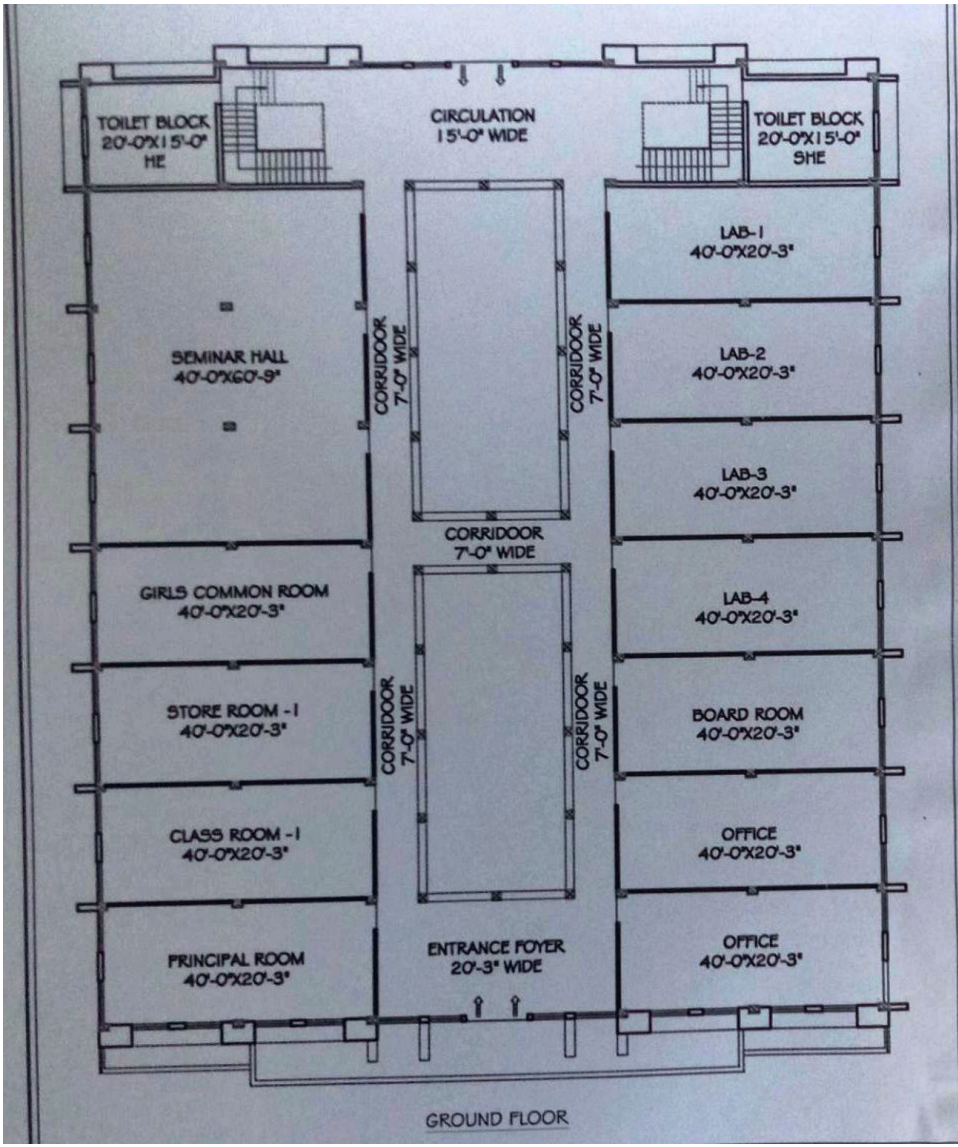 TOILET BLOCK
20'-0"X15'-0"
HE
CIRCULATION
15'-0" WIDE
TOILET BLOCK
20'-0"X15'-0"
SHE
SEMINAR HALL
40'-0"X60'-9"
CORRIDOOR
7'-0" WIDE
CORRIDOOR
7'-0" WIDE
LAB-1
40'-0"X20'-3"
LAB-2
40'-0"X20'-3"
LAB-3
40'-0"X20'-3"
CORRIDOOR
7'-0" WIDE
GIRLS COMMON ROOM
40'-0"X20'-3"
LAB-4
40'-0"X20'-3"
STORE ROOM -1
40'-0"X20'-3"
CORRIDOOR
7'-0" WIDE
CORRIDOOR
7'-0" WIDE
BOARD ROOM
40'-0"X20'-3"
CLASS ROOM -1
40'-0"X20'-3"
OFFICE
40'-0"X20'-3"
PRINCIPAL ROOM
40'-0"X20'-3"
ENTRANCE FOYER
20'-3" WIDE
OFFICE
40'-0"X20'-3"
GROUND FLOOR